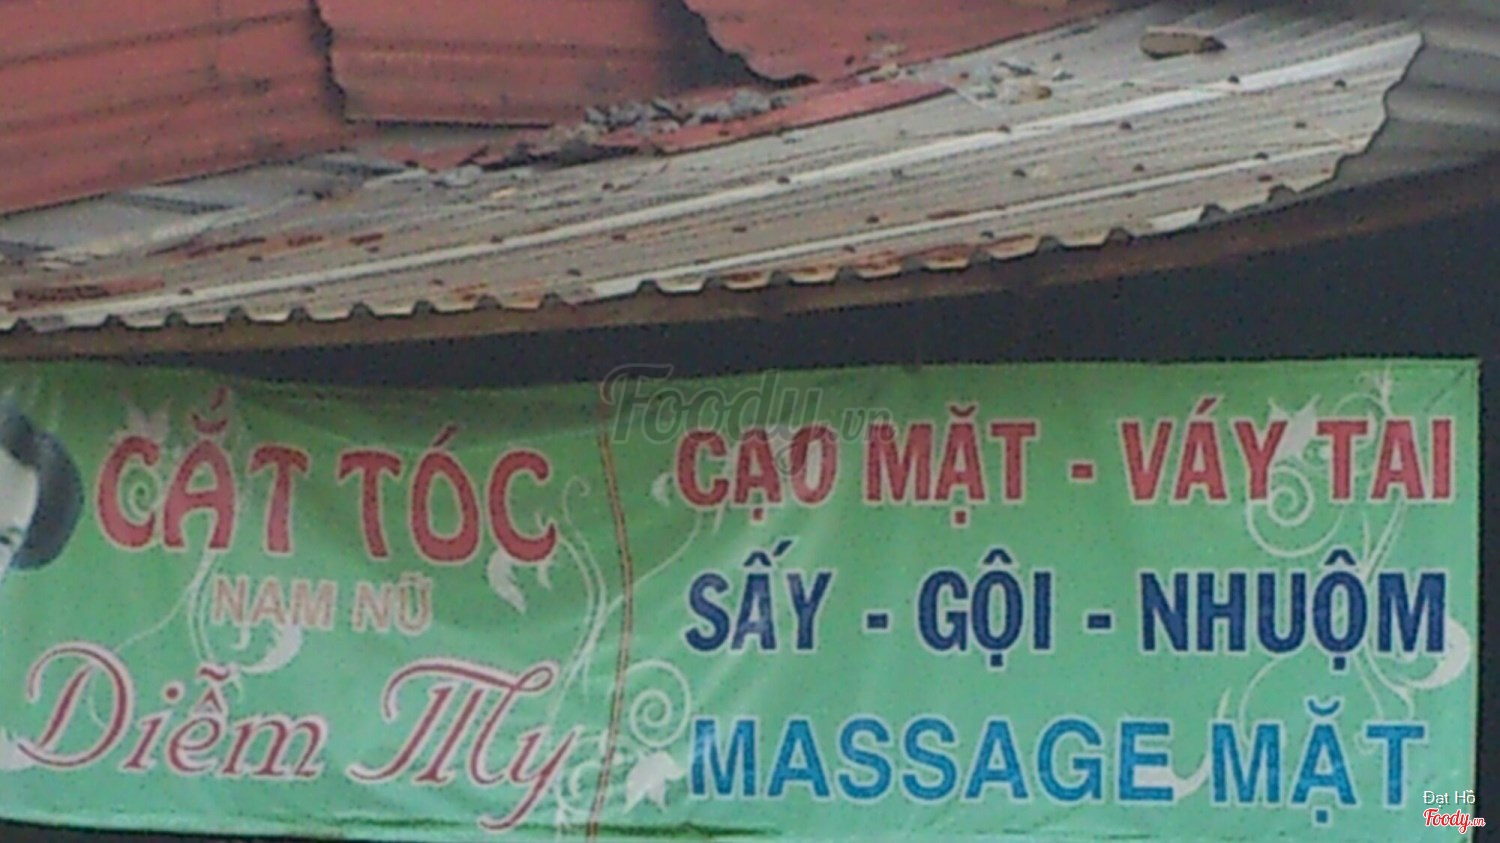 CẮT TÓC
NAM NỮ
Diễm My
CẠO MẶT - VÁY TAI
SẤY - GỘI - NHUỘM
MASSAGE MẶT
Foody.vn
Đạt Hồ
Foody.vn